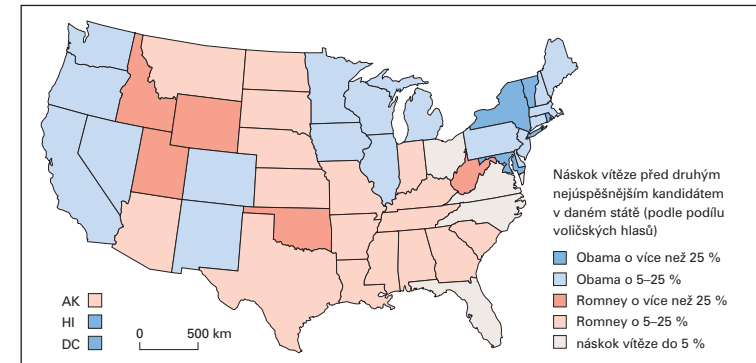 Náskok vítěze před druhým
nejúspěšnějším kandidátem
v daném státě (podle podílu
voličských hlasů)
Obama o více než 25 %
Obama o 5–25 %
Romney o více než 25 %
Romney o 5–25 %
náskok vítěze do 5 %
AK
HI
DC
0 500 km